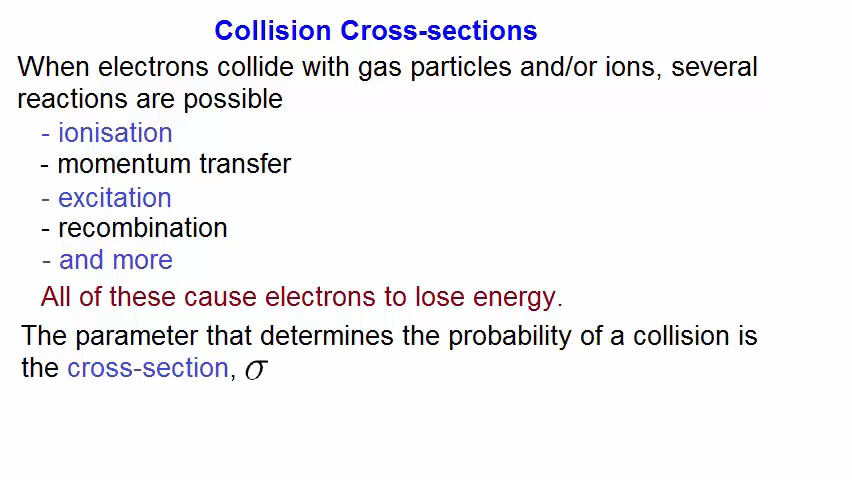 Collision Cross-sections
When electrons collide with gas particles and/or ions, several
reactions are possible
- ionisation
- momentum transfer
- excitation
- recombination
- and more
All of these cause electrons to lose energy.
The parameter that determines the probability of a collision is
the cross-section, σ